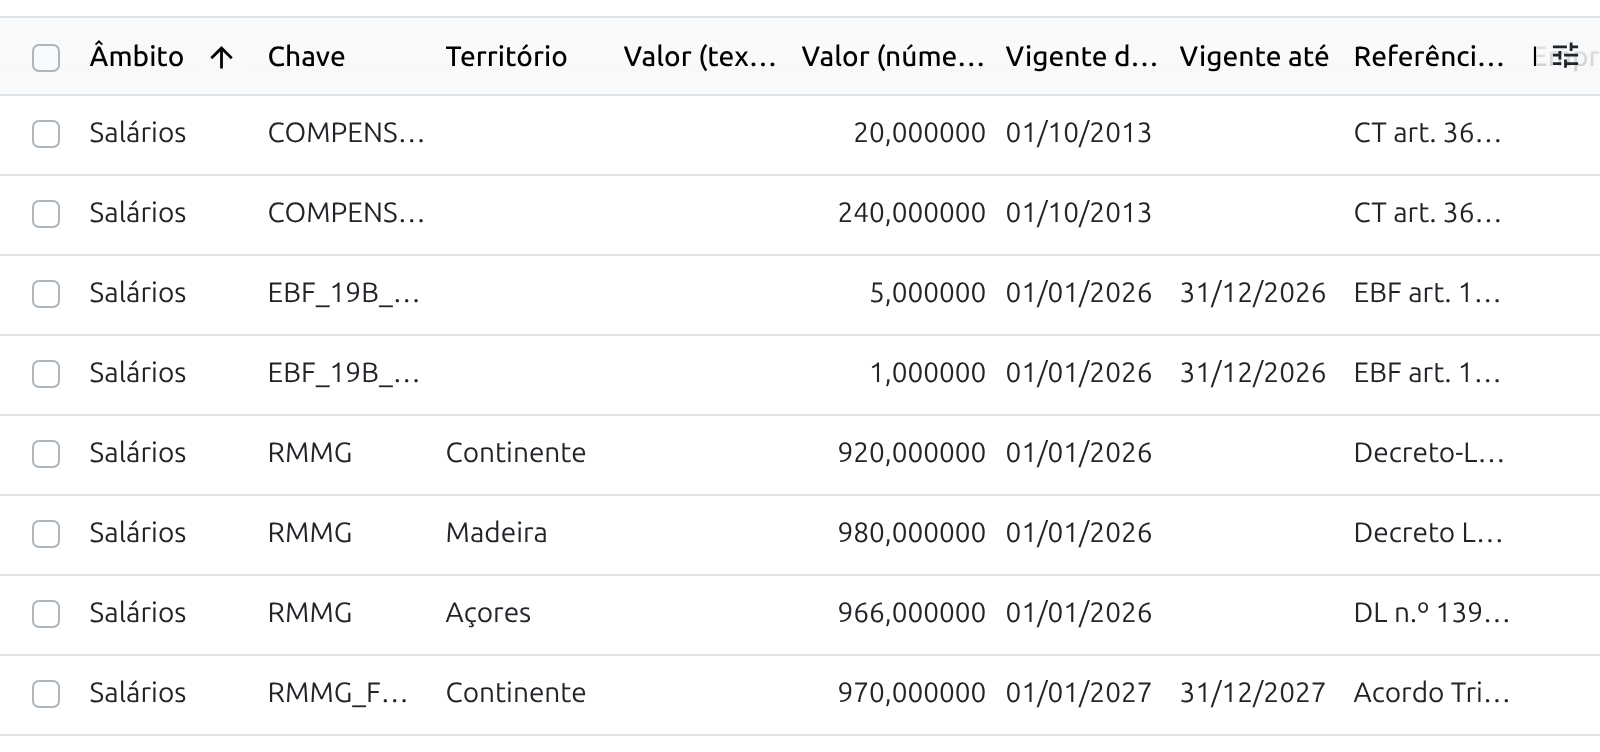 Âmbito ↑ Chave Território Valor (tex... Valor (núme... Vigente d... Vigente até Referênci...
Salários COMPENS... 20,000000 01/10/2013 CT art. 36...
Salários COMPENS... 240,000000 01/10/2013 CT art. 36...
Salários EBF_19B_... 5,000000 01/01/2026 31/12/2026 EBF art. 1...
Salários EBF_19B_... 1,000000 01/01/2026 31/12/2026 EBF art. 1...
Salários RMMG Continente 920,000000 01/01/2026 Decreto-L...
Salários RMMG Madeira 980,000000 01/01/2026 Decreto L...
Salários RMMG Açores 966,000000 01/01/2026 DL n.º 139...
Salários RMMG_F... Continente 970,000000 01/01/2027 31/12/2027 Acordo Tri...